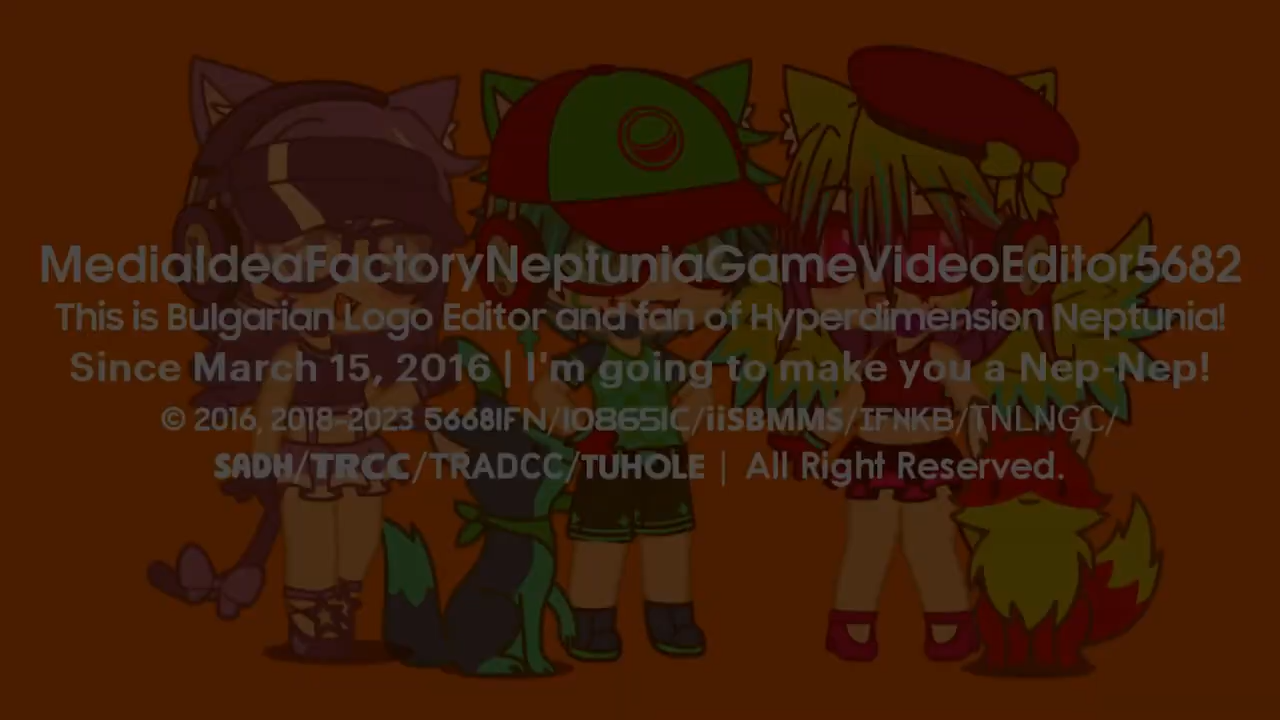 MediaIdeaFactoryNeptuniaGameVideoEditor5682
This is Bulgarian Logo Editor and fan of Hyperdimension Neptunia!
Since March 15, 2016 | I'm going to make you a Nep-Nep!
© 2016, 2018-2023 5668IFN/10865IC/iiSBMMS/IFNKB/TNLNGC/
SADH/TRCC/TRADCC/TUHOLE | All Right Reserved.